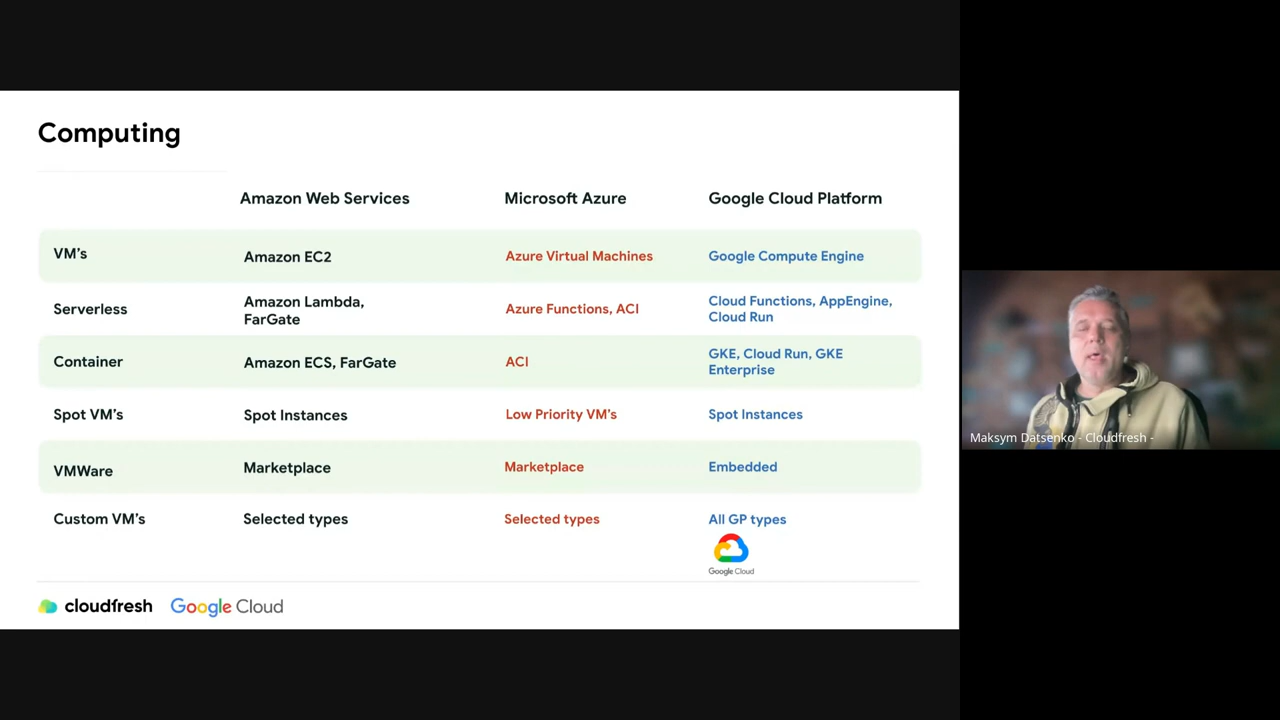 Computing
Amazon Web Services Microsoft Azure Google Cloud Platform
VM's Amazon EC2 Azure Virtual Machines Google Compute Engine
Serverless Amazon Lambda, FarGate Azure Functions, ACI Cloud Functions, AppEngine, Cloud Run
Container Amazon ECS, FarGate ACI GKE, Cloud Run, GKE Enterprise
Spot VM's Spot Instances Low Priority VM's Spot Instances
VMWare Marketplace Marketplace Embedded
Custom VM's Selected types Selected types All GP types
Google Cloud
cloudfresh Google Cloud
Maksym Datsenko - Cloudfresh -